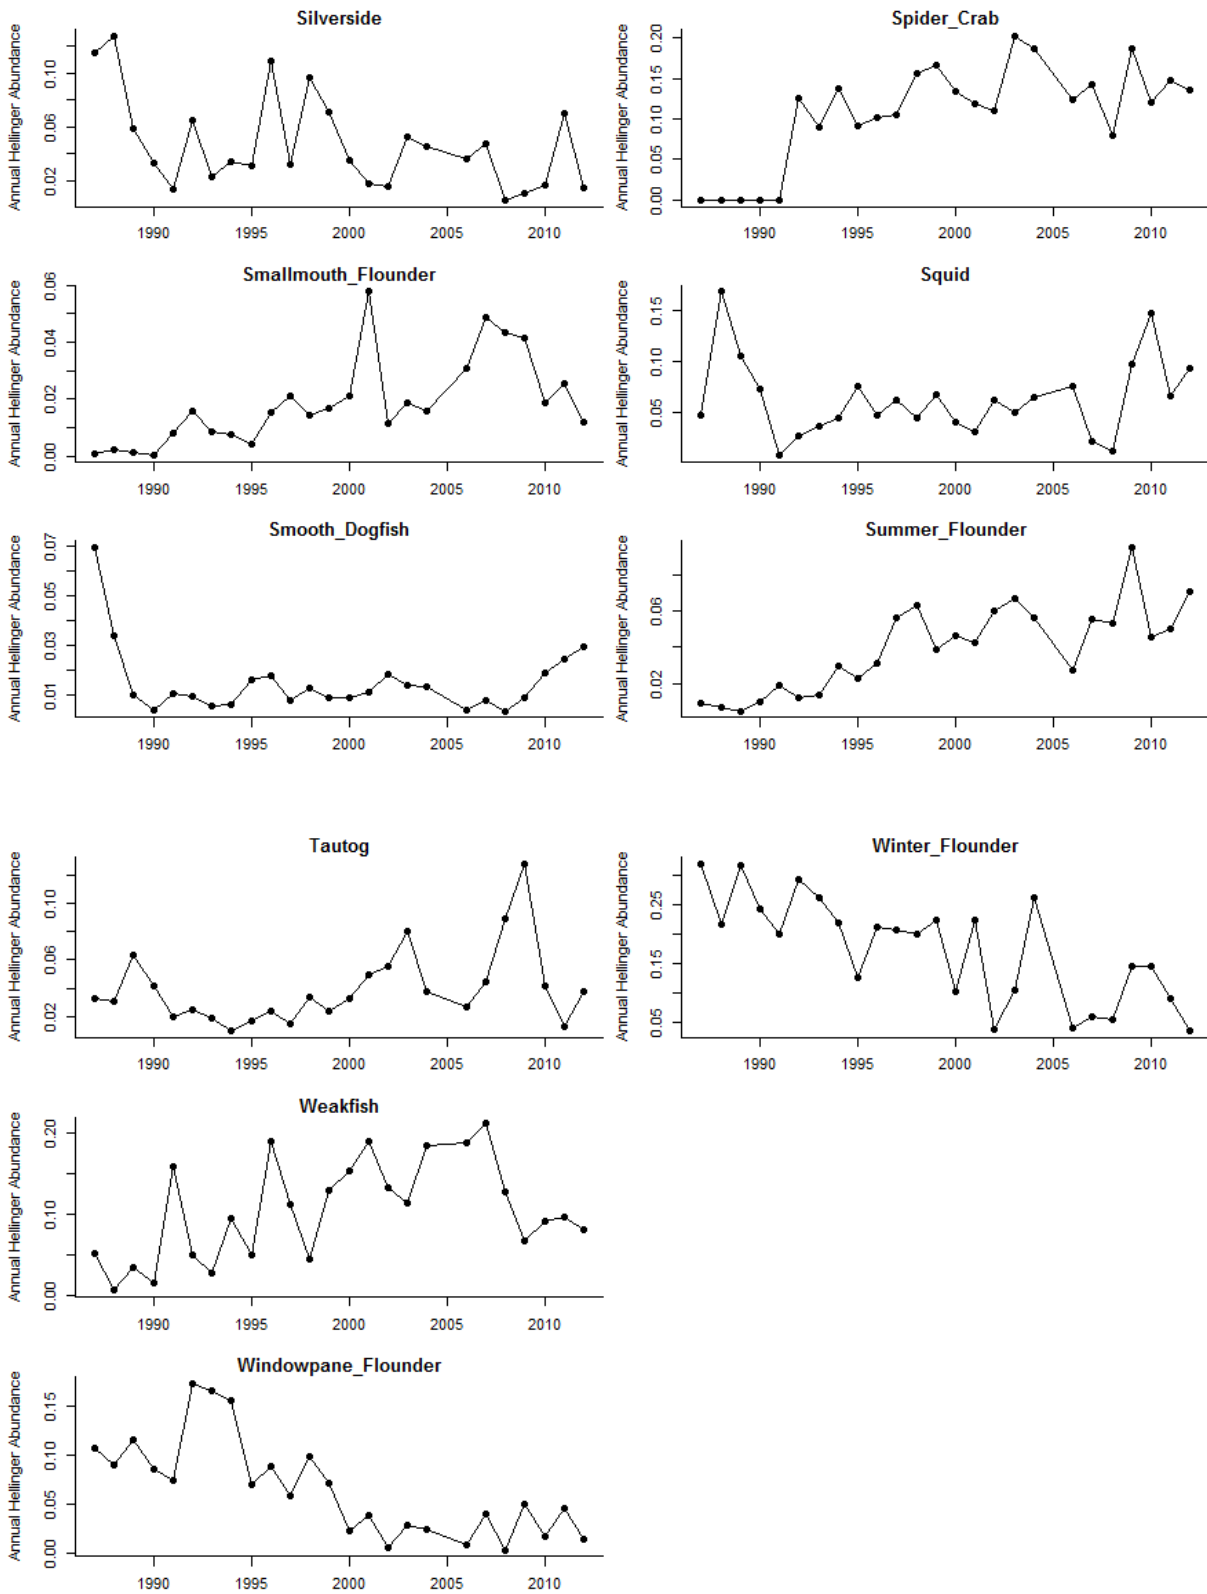 Silverside
Annual Hellinger Abundance
0.02 0.06 0.10
1990 1995 2000 2005 2010
Spider_Crab
Annual Hellinger Abundance
0.00 0.05 0.10 0.15 0.20
1990 1995 2000 2005 2010
Smallmouth_Flounder
Annual Hellinger Abundance
0.00 0.02 0.04 0.06
1990 1995 2000 2005 2010
Squid
Annual Hellinger Abundance
0.05 0.10 0.15
1990 1995 2000 2005 2010
Smooth_Dogfish
Annual Hellinger Abundance
0.01 0.03 0.05 0.07
1990 1995 2000 2005 2010
Summer_Flounder
Annual Hellinger Abundance
0.02 0.06
1990 1995 2000 2005 2010
Tautog
Annual Hellinger Abundance
0.02 0.06 0.10
1990 1995 2000 2005 2010
Winter_Flounder
Annual Hellinger Abundance
0.05 0.15 0.25
1990 1995 2000 2005 2010
Weakfish
Annual Hellinger Abundance
0.00 0.10 0.20
1990 1995 2000 2005 2010
Windowpane_Flounder
Annual Hellinger Abundance
0.00 0.05 0.10 0.15
1990 1995 2000 2005 2010